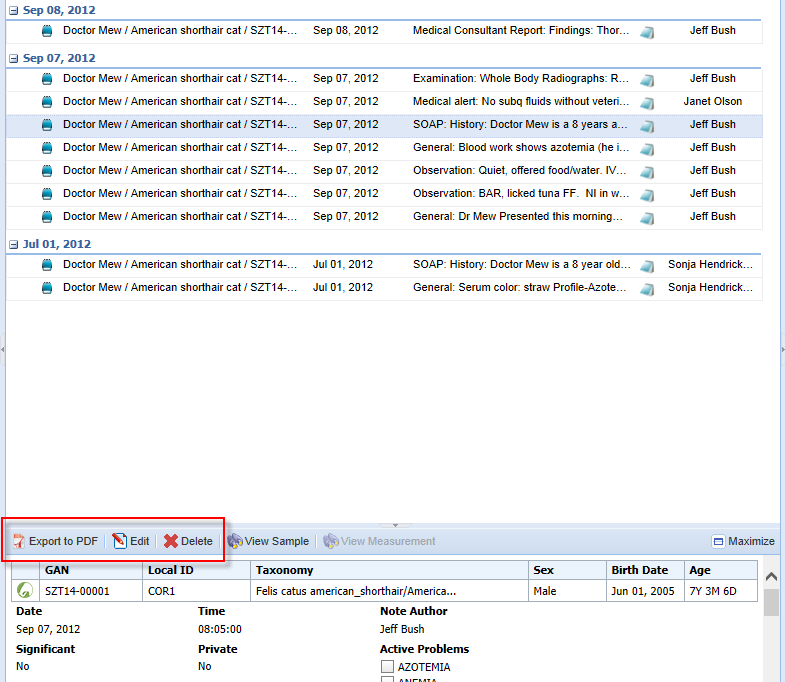 Sep 08, 2012
Doctor Mew / American shorthair cat / SZT14-... Sep 08, 2012 Medical Consultant Report: Findings: Thor... Jeff Bush
Sep 07, 2012
Doctor Mew / American shorthair cat / SZT14-... Sep 07, 2012 Examination: Whole Body Radiographs: R... Jeff Bush
Doctor Mew / American shorthair cat / SZT14-... Sep 07, 2012 Medical alert: No subq fluids without veteri... Janet Olson
Doctor Mew / American shorthair cat / SZT14-... Sep 07, 2012 SOAP: History: Doctor Mew is a 8 years a... Jeff Bush
Doctor Mew / American shorthair cat / SZT14-... Sep 07, 2012 General: Blood work shows azotemia (he i... Jeff Bush
Doctor Mew / American shorthair cat / SZT14-... Sep 07, 2012 Observation: Quiet, offered food/water. IV... Jeff Bush
Doctor Mew / American shorthair cat / SZT14-... Sep 07, 2012 Observation: BAR, licked tuna FF. NI in w... Jeff Bush
Doctor Mew / American shorthair cat / SZT14-... Sep 07, 2012 General: Dr Mew Presented this morning... Jeff Bush
Jul 01, 2012
Doctor Mew / American shorthair cat / SZT14-... Jul 01, 2012 SOAP: History: Doctor Mew is a 8 year old... Sonja Hendrick...
Doctor Mew / American shorthair cat / SZT14-... Jul 01, 2012 General: Serum color: straw Profile-Azote... Sonja Hendrick...
Export to PDF Edit Delete View Sample View Measurement Maximize
GAN Local ID Taxonomy Sex Birth Date Age
SZT14-00001 COR1 Felis catus american_shorthair/America... Male Jun 01, 2005 7Y 3M 6D
Date Time Note Author
Sep 07, 2012 08:05:00 Jeff Bush
Significant Private Active Problems
No No AZOTEMIA
ANEMIA